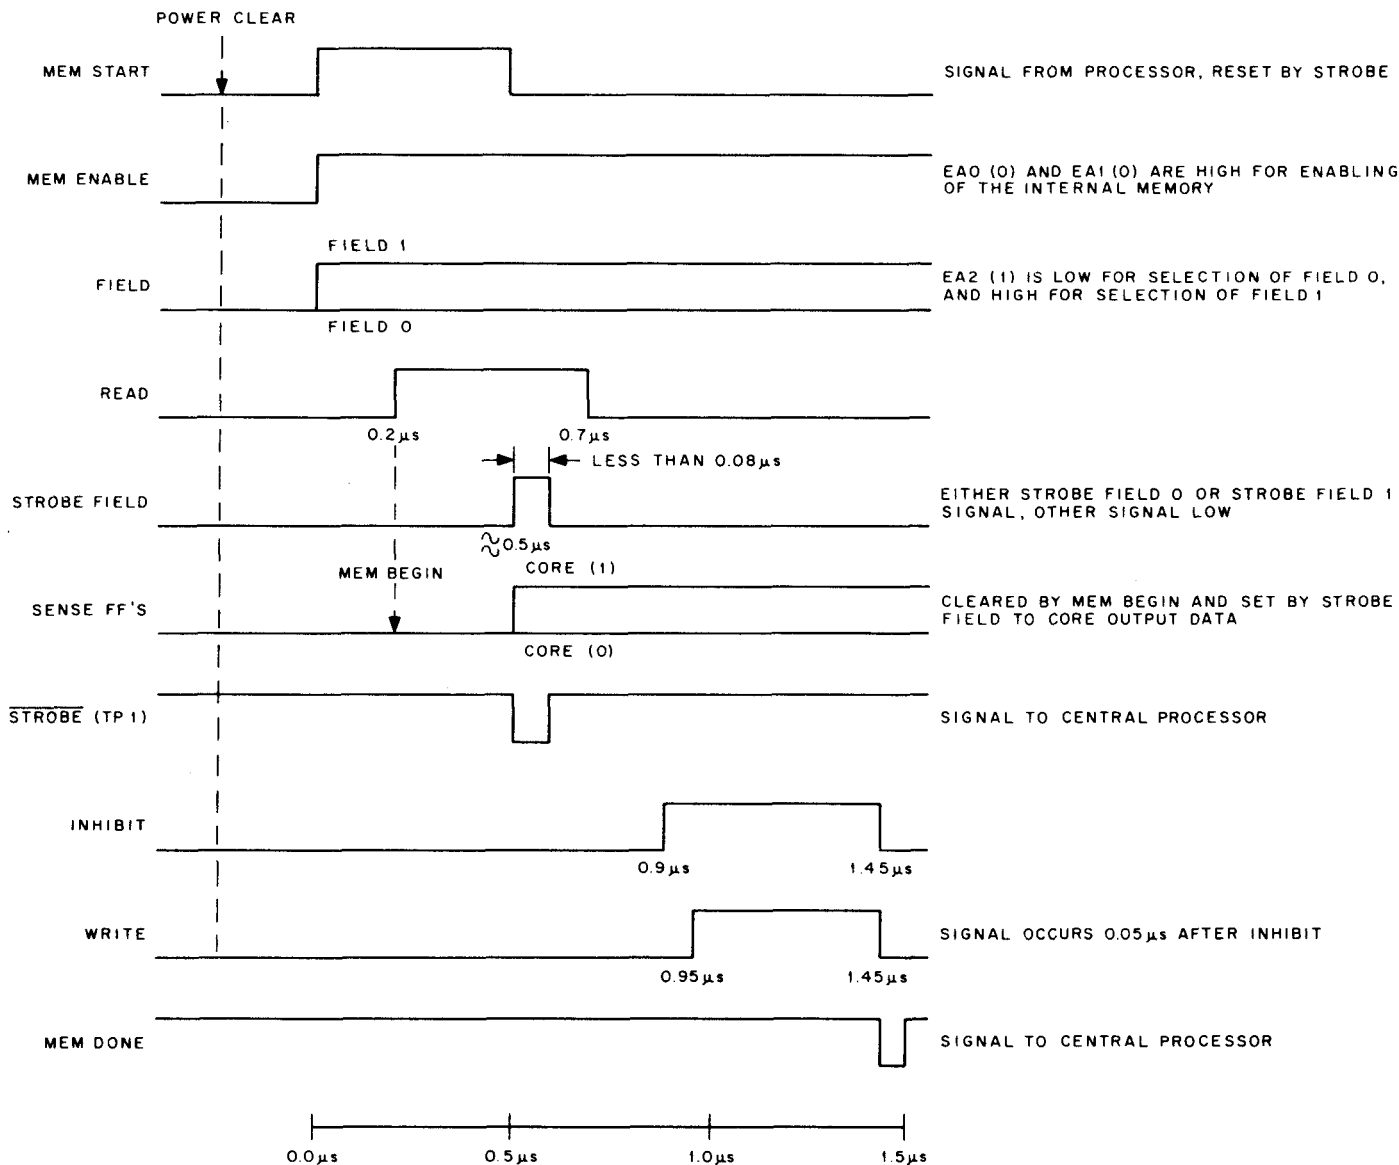 POWER CLEAR
MEM START
SIGNAL FROM PROCESSOR, RESET BY STROBE
MEM ENABLE
EA0 (0) AND EA1 (0) ARE HIGH FOR ENABLING
OF THE INTERNAL MEMORY
FIELD 1
FIELD
EA2 (1) IS LOW FOR SELECTION OF FIELD 0,
AND HIGH FOR SELECTION OF FIELD 1
FIELD 0
READ
0.2μs
0.7μs
LESS THAN 0.08μs
STROBE FIELD
EITHER STROBE FIELD 0 OR STROBE FIELD 1
SIGNAL, OTHER SIGNAL LOW
≈0.5μs
MEM BEGIN
CORE (1)
SENSE FF'S
CLEARED BY MEM BEGIN AND SET BY STROBE
FIELD TO CORE OUTPUT DATA
CORE (0)
STROBE (TP1)
SIGNAL TO CENTRAL PROCESSOR
INHIBIT
0.9μs
1.45μs
WRITE
SIGNAL OCCURS 0.05μs AFTER INHIBIT
0.95μs
1.45μs
MEM DONE
SIGNAL TO CENTRAL PROCESSOR
0.0μs
0.5μs
1.0μs
1.5μs